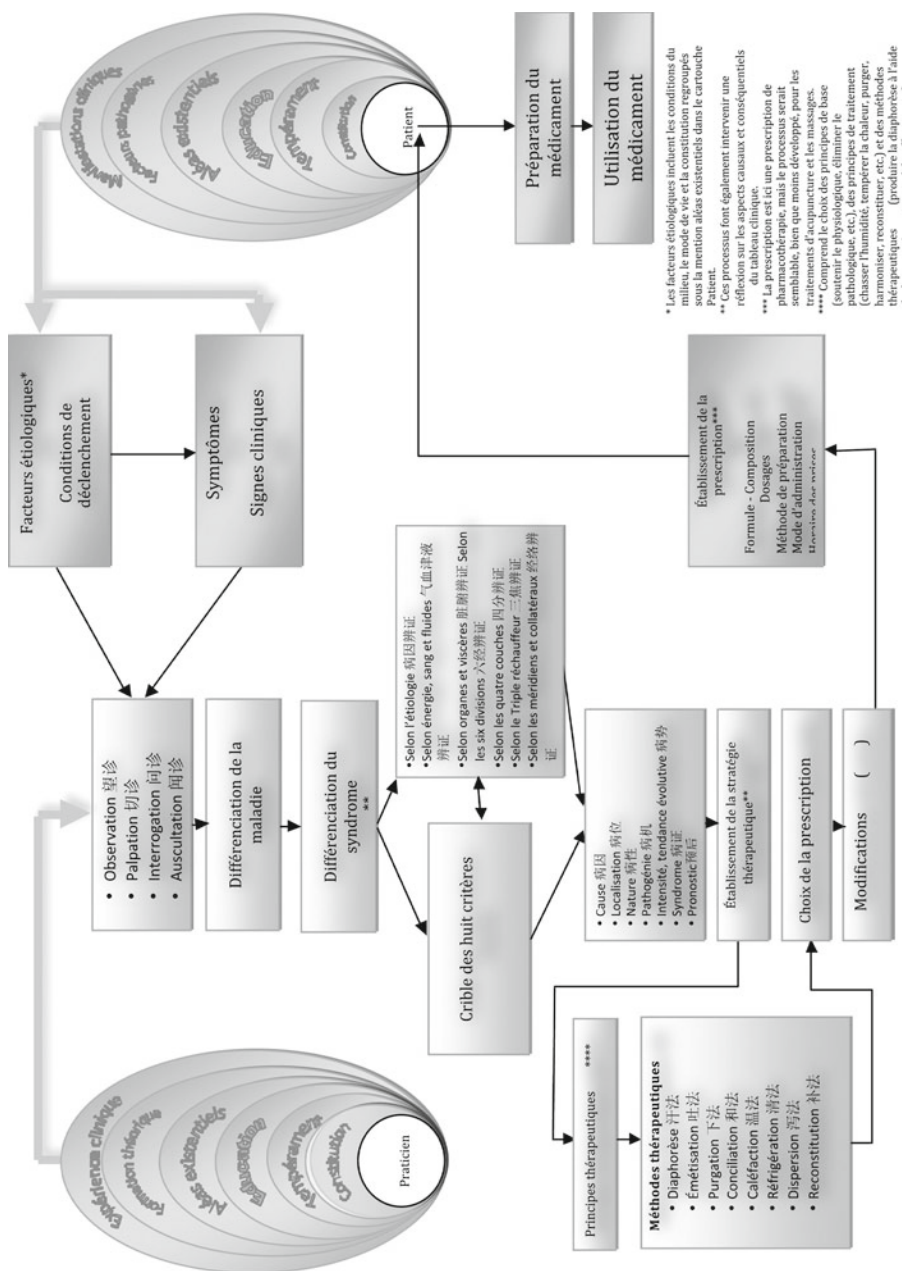 Expérience clinique
Formation théorique
Aléas existentiels
Éducation
Tempérament
Constitution
Praticien
• Observation 望诊
• Palpation 切诊
• Interrogation 问诊
• Auscultation 闻诊
Facteurs étiologiques*
Conditions de
déclenchement
Symptômes
Signes cliniques
Manifestations cliniques
Facteurs pathogènes
Aléas existentiels
Éducation
Tempérament
Constitution
Patient
Différenciation de la
maladie
Différenciation du
syndrome
**
Crible des huit critères
•Selon l'étiologie 病因辨证
•Selon énergie, sang et fluides 气血津液
辨证
•Selon organes et viscères 脏腑辨证 Selon
les six divisions 六经辨证
•Selon les quatre couches 四分辨证
•Selon le Triple réchauffeur 三焦辨证
•Selon les méridiens et collatéraux 经络辨
证
•Cause 病因
•Localisation 病位
•Nature 病性
•Pathogénie 病机
•Intensité, tendance évolutive 病势
•Syndrome 病证
•Pronostic预后
Établissement de la stratégie
thérapeutique**
Principes thérapeutiques ****
Méthodes thérapeutiques
• Diaphorèse 汗法
• Émétisation 吐法
• Purgation 下法
• Conciliation 和法
• Caléfaction 温法
• Réfrigération 清法
• Dispersion 泻法
• Reconstitution 补法
Choix de la prescription
Modifications ( )
Établissement de la
prescription***
Formule - Composition
Dosages
Méthode de préparation
Mode d'administration
Horaire des prises
Préparation du
médicament
Utilisation du
médicament
* Les facteurs étiologiques incluent les conditions du
milieu, le mode de vie et la constitution regroupés
sous la mention aléas existentiels dans le cartouche
Patient.
** Ces processus font également intervenir une
réflexion sur les aspects causaux et conséquentiels
du tableau clinique.
*** La prescription est ici une prescription de
pharmacothérapie, mais le processus serait
semblable, bien que moins développé, pour les
traitements d'acupuncture et les massages.
**** Comprend le choix des principes de base
(soutenir le physiologique, éliminer le
pathologique, etc.), des principes de traitement
(chasser l'humidité, tempérer la chaleur, purger,
harmoniser, reconstituer, etc.) et des méthodes
thérapeutiques (produire la diaphorèse à l'aide